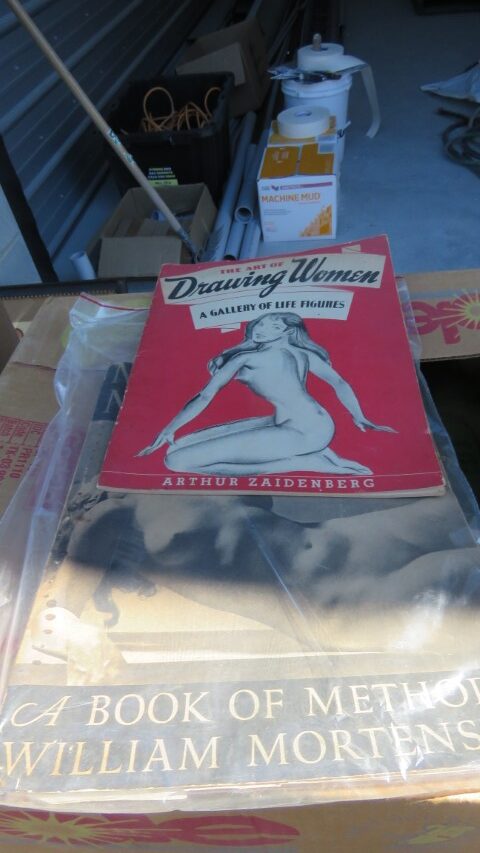 MACHINE MUD
THE ART OF
Drawing Women
A GALLERY OF LIFE FIGURES
ARTHUR ZAIDENBERG
A BOOK OF METHO
WILLIAM MORTENS